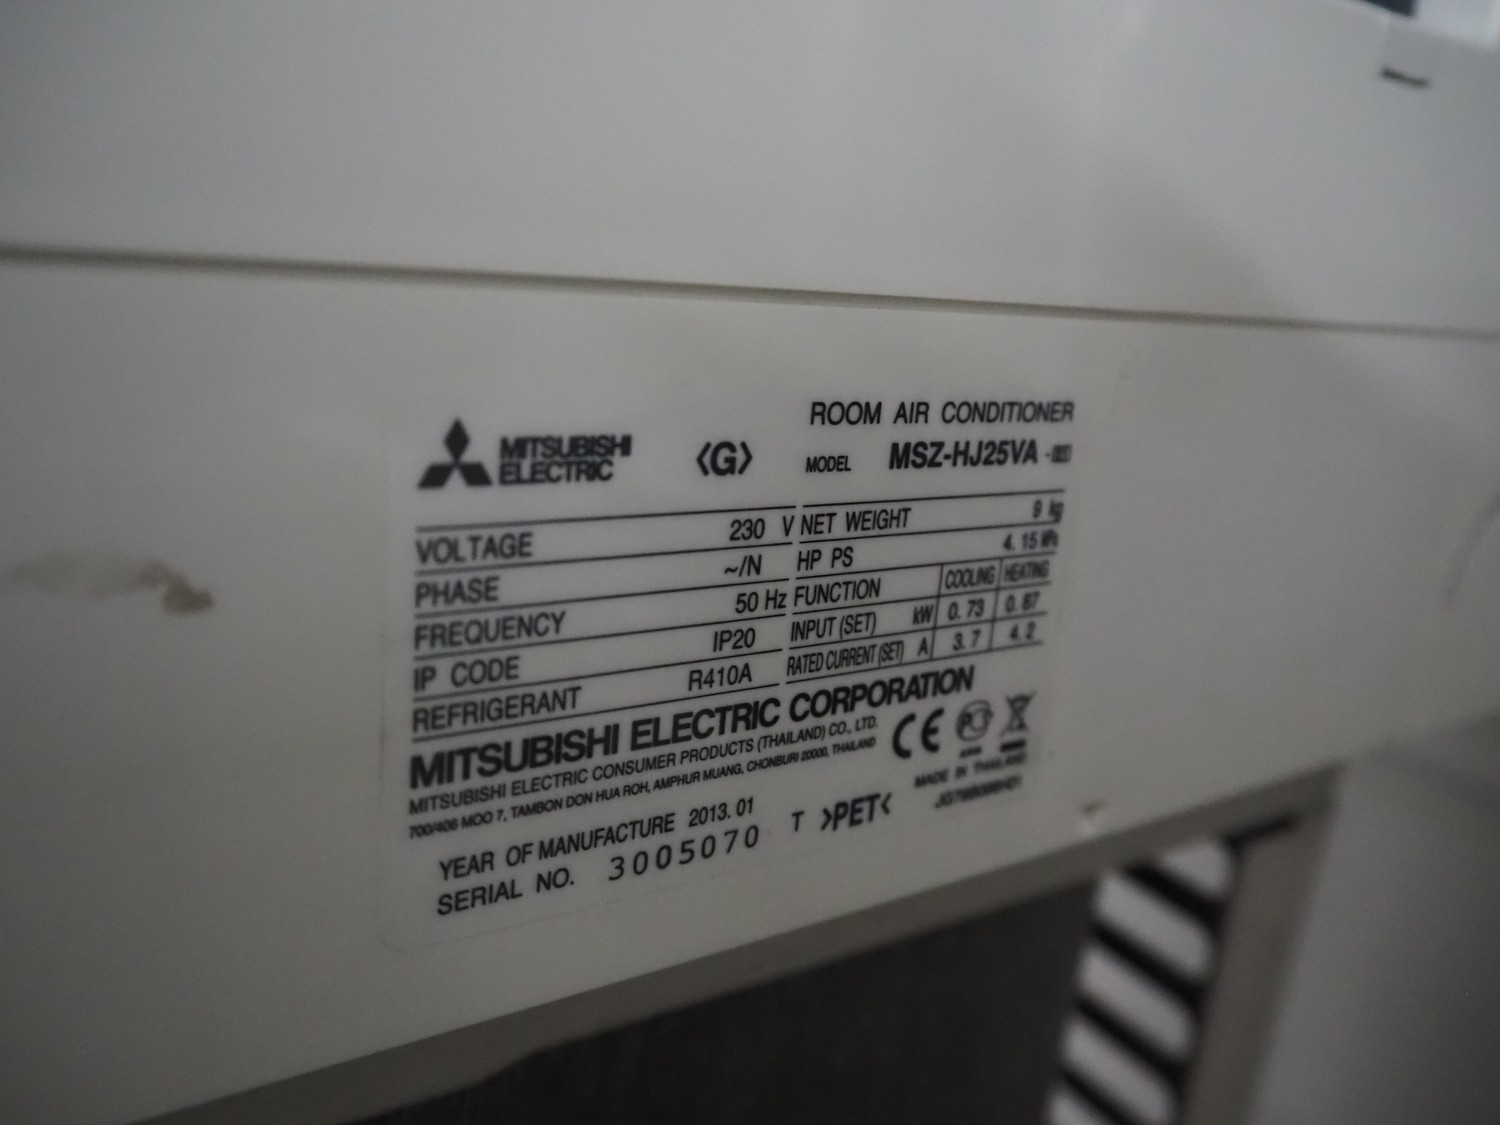 MITSUBISHI
ELECTRIC
<G>
ROOM AIR CONDITIONER
MODEL MSZ-HJ25VA
VOLTAGE 230 V
PHASE ~/N
FREQUENCY 50 Hz
IP CODE IP20
REFRIGERANT R410A
NET WEIGHT 9 kg
HP PS 4.15 MPa
FUNCTION COOLING HEATING
INPUT (SET) kW 0.73 0.87
RATED CURRENT (SET) A 3.7 4.2
MITSUBISHI ELECTRIC CORPORATION
MITSUBISHI ELECTRIC CONSUMER PRODUCTS (THAILAND) CO., LTD.
700/406 MOO 7, TAMBON DON HUA ROH, AMPHUR MUANG, CHONBURI 20000, THAILAND
CE
MADE IN THAILAND
YEAR OF MANUFACTURE 2013.01
SERIAL NO. 3005070 T >PET<